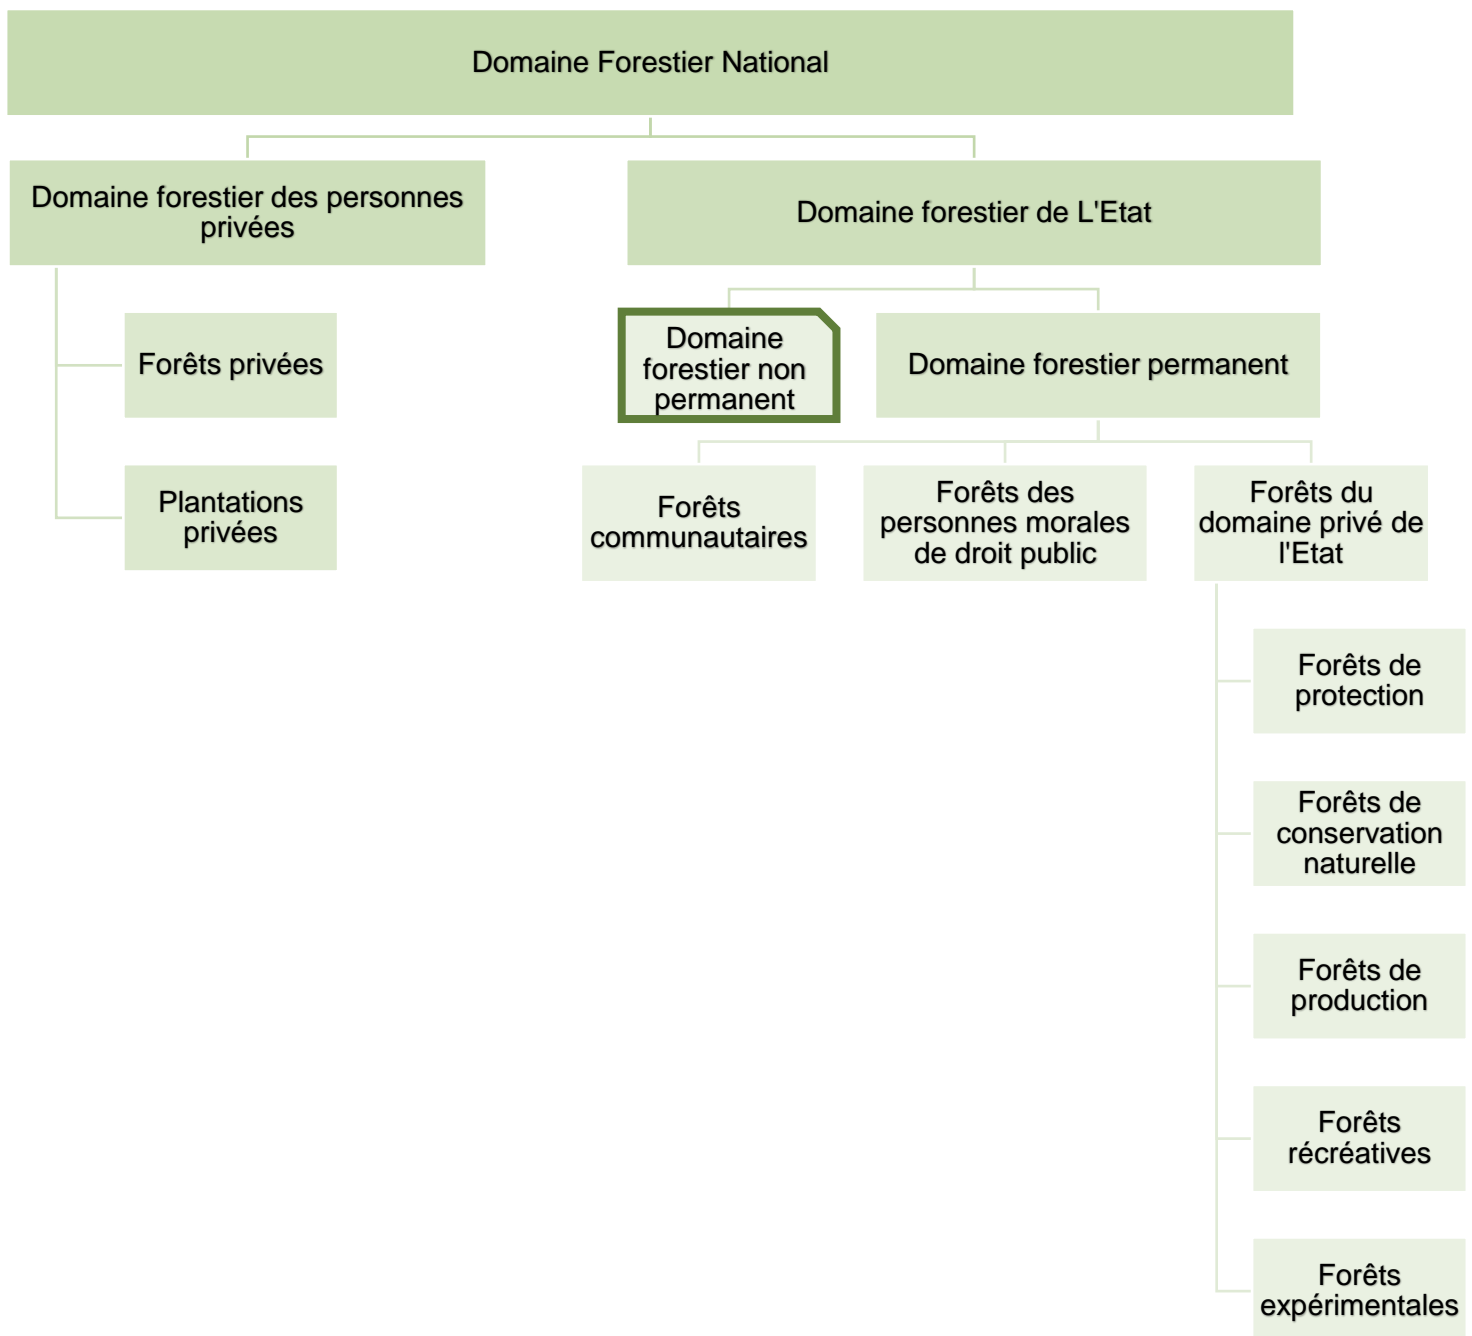 Domaine Forestier National
Domaine forestier des personnes
privées
Domaine forestier de L'Etat
Forêts privées
Plantations
privées
Domaine
forestier non
permanent
Domaine forestier permanent
Forêts
communautaires
Forêts des
personnes morales
de droit public
Forêts du
domaine privé de
l'Etat
Forêts de
protection
Forêts de
conservation
naturelle
Forêts de
production
Forêts
récréatives
Forêts
expérimentales